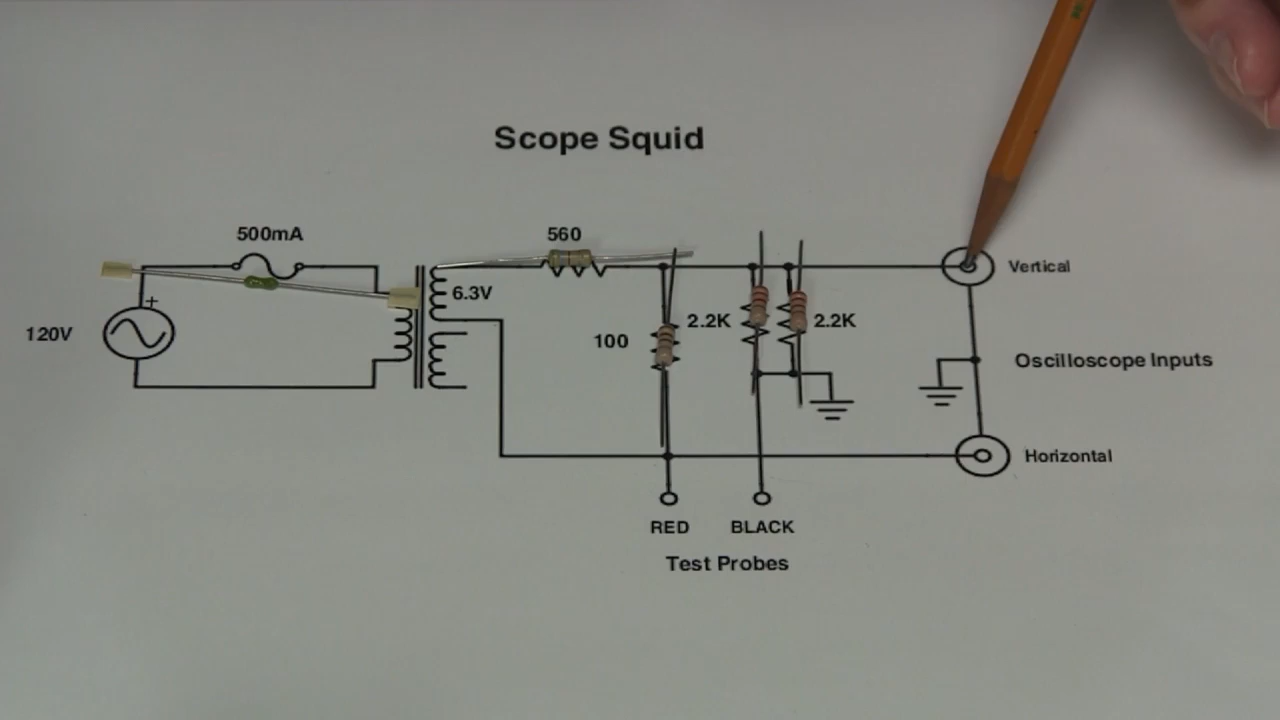 Scope Squid
500mA
560
Vertical
+
6.3V
120V
100
2.2K
2.2K
Oscilloscope Inputs
Horizontal
RED
BLACK
Test Probes